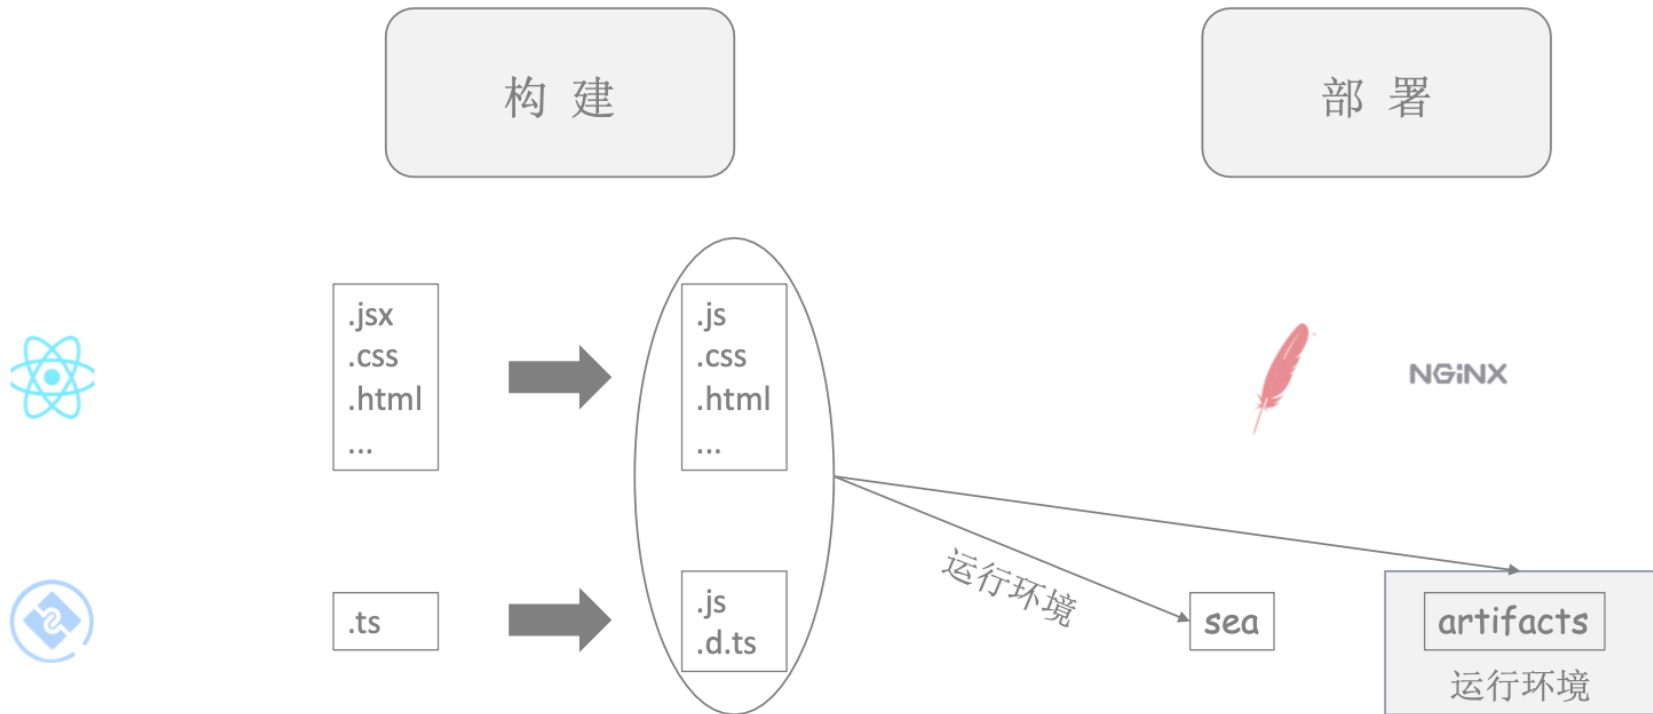 构 建
部 署
.jsx
.css
.html
...
.js
.css
.html
...
NGiNX
.ts
.js
.d.ts
运行环境
sea
artifacts
运行环境